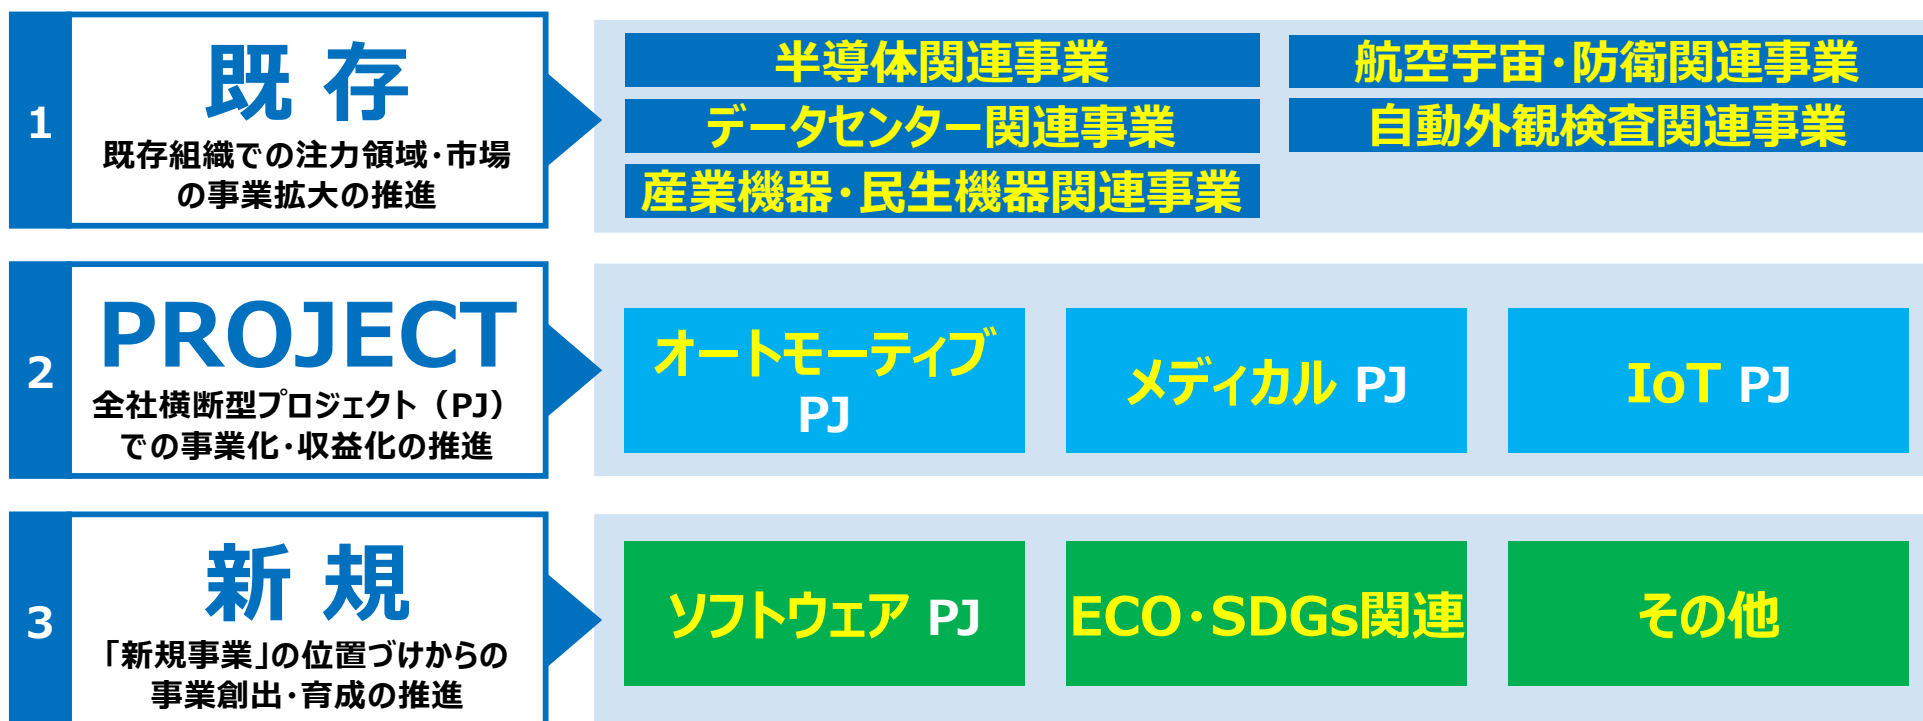 1
既 存
既存組織での注力領域・市場
の事業拡大の推進
半導体関連事業
航空宇宙・防衛関連事業
データセンター関連事業
自動外観検査関連事業
産業機器・民生機器関連事業
2
PROJECT
全社横断型プロジェクト（PJ）
での事業化・収益化の推進
オートモーティブ
PJ
メディカル PJ
IoT PJ
3
新 規
「新規事業」の位置づけからの
事業創出・育成の推進
ソフトウェア PJ
ECO・SDGs関連
その他